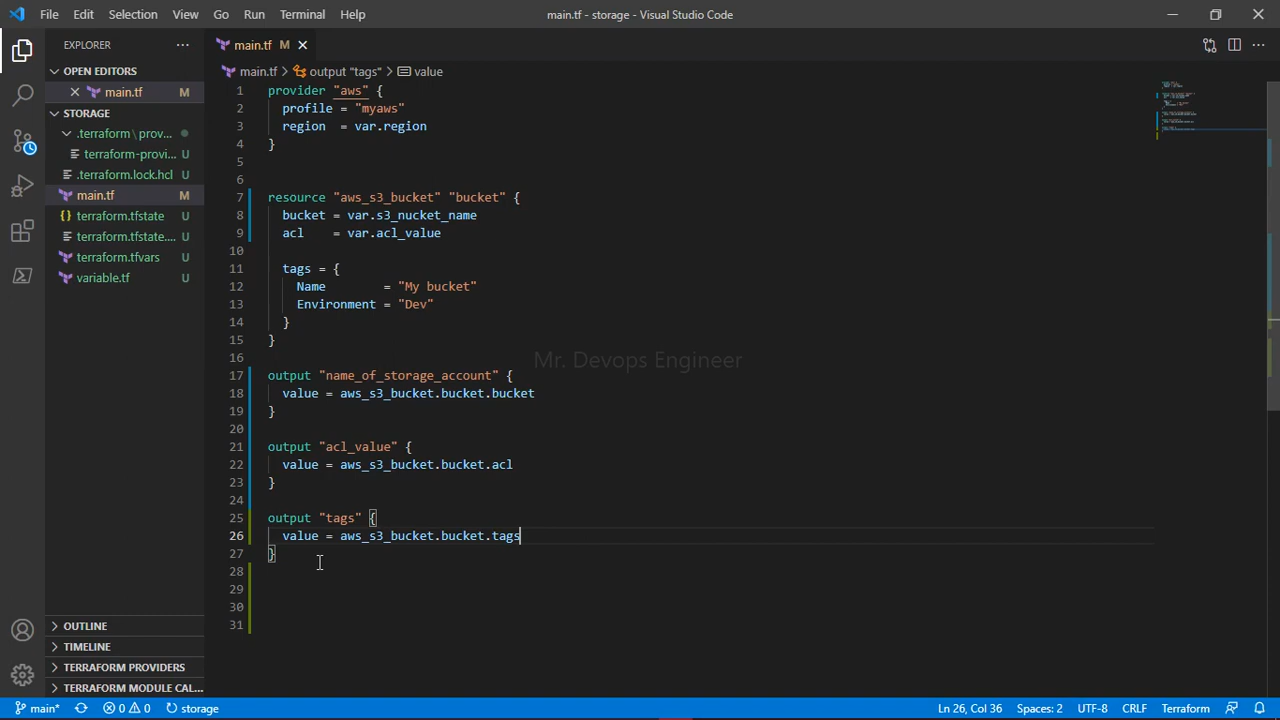 File Edit Selection View Go Run Terminal Help main.tf - storage - Visual Studio Code
EXPLORER
OPEN EDITORS
main.tf M
STORAGE
.terraform \ prov...
terraform-provi... U
.terraform.lock.hcl U
main.tf M
terraform.tfstate U
terraform.tfstate.... U
terraform.tfvars U
variable.tf U
OUTLINE
TIMELINE
TERRAFORM PROVIDERS
TERRAFORM MODULE CAL...
main.tf M
main.tf > output "tags" > value
1 provider "aws" {
2 profile = "myaws"
3 region = var.region
4 }
5
6
7 resource "aws_s3_bucket" "bucket" {
8 bucket = var.s3_nucket_name
9 acl = var.acl_value
10
11 tags = {
12 Name = "My bucket"
13 Environment = "Dev"
14 }
15 }
16
Mr. Devops Engineer
17 output "name_of_storage_account" {
18 value = aws_s3_bucket.bucket.bucket
19 }
20
21 output "acl_value" {
22 value = aws_s3_bucket.bucket.acl
23 }
24
25 output "tags" {
26 value = aws_s3_bucket.bucket.tags
27 }
28
29
30
31
main* 0 0 storage Ln 26, Col 36 Spaces: 2 UTF-8 CRLF Terraform